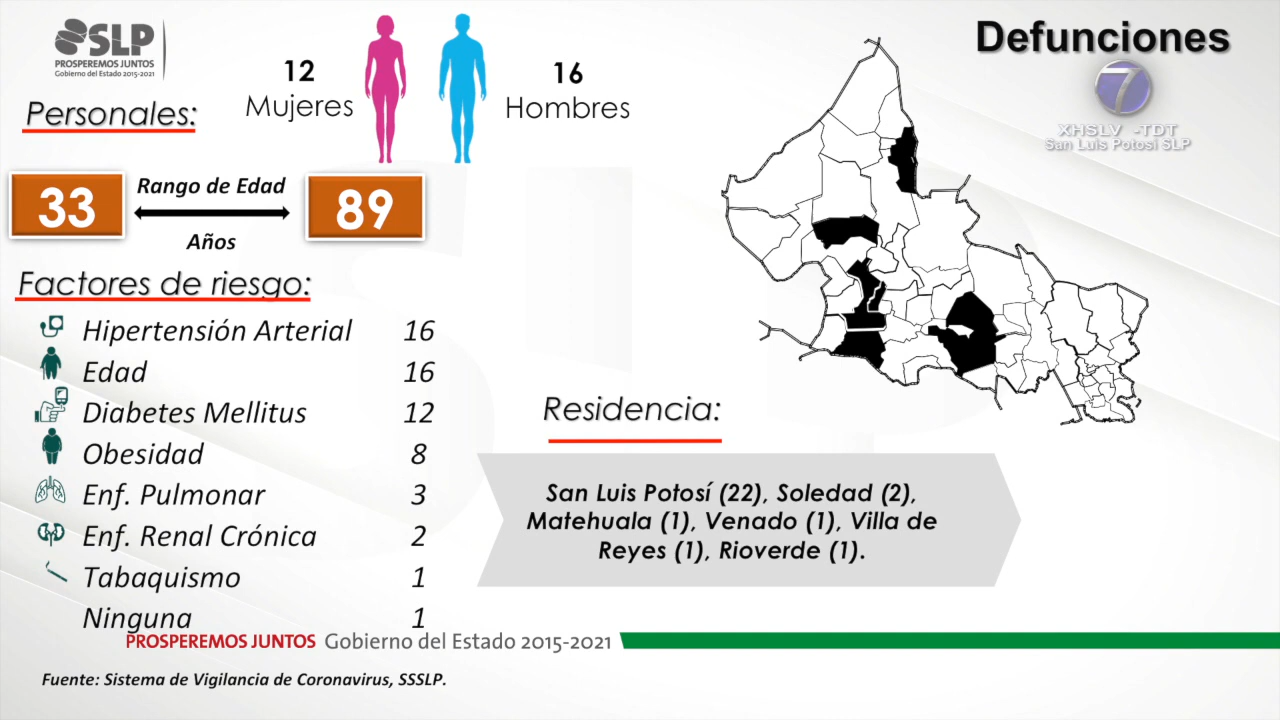 SLP
PROSPEREMOS JUNTOS
Gobierno del Estado 2015-2021
12
Mujeres
16
Hombres
Defunciones
7
XHSLV -TDT
San Luis Potosí SLP
Personales:
33
Rango de Edad
Años
89
Factores de riesgo:
Hipertensión Arterial 16
Edad 16
Diabetes Mellitus 12
Obesidad 8
Enf. Pulmonar 3
Enf. Renal Crónica 2
Tabaquismo 1
Ninguna 1
Residencia:
San Luis Potosí (22), Soledad (2),
Matehuala (1), Venado (1), Villa de
Reyes (1), Rioverde (1).
PROSPEREMOS JUNTOS Gobierno del Estado 2015-2021
Fuente: Sistema de Vigilancia de Coronavirus, SSSLP.